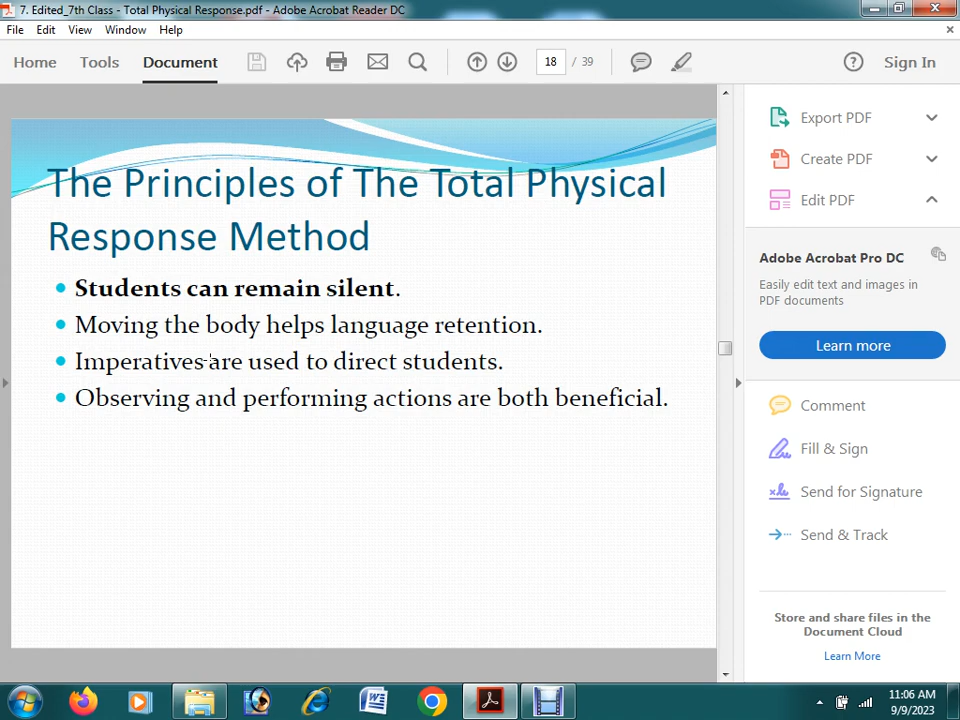 7. Edited_7th Class - Total Physical Response.pdf - Adobe Acrobat Reader DC
File Edit View Window Help
Home Tools Document 18 / 39 Sign In
The Principles of The Total Physical
Response Method
• Students can remain silent.
• Moving the body helps language retention.
• Imperatives are used to direct students.
• Observing and performing actions are both beneficial.
Export PDF
Create PDF
Edit PDF
Adobe Acrobat Pro DC
Easily edit text and images in
PDF documents
Learn more
Comment
Fill & Sign
Send for Signature
Send & Track
Store and share files in the
Document Cloud
Learn More
11:06 AM
9/9/2023